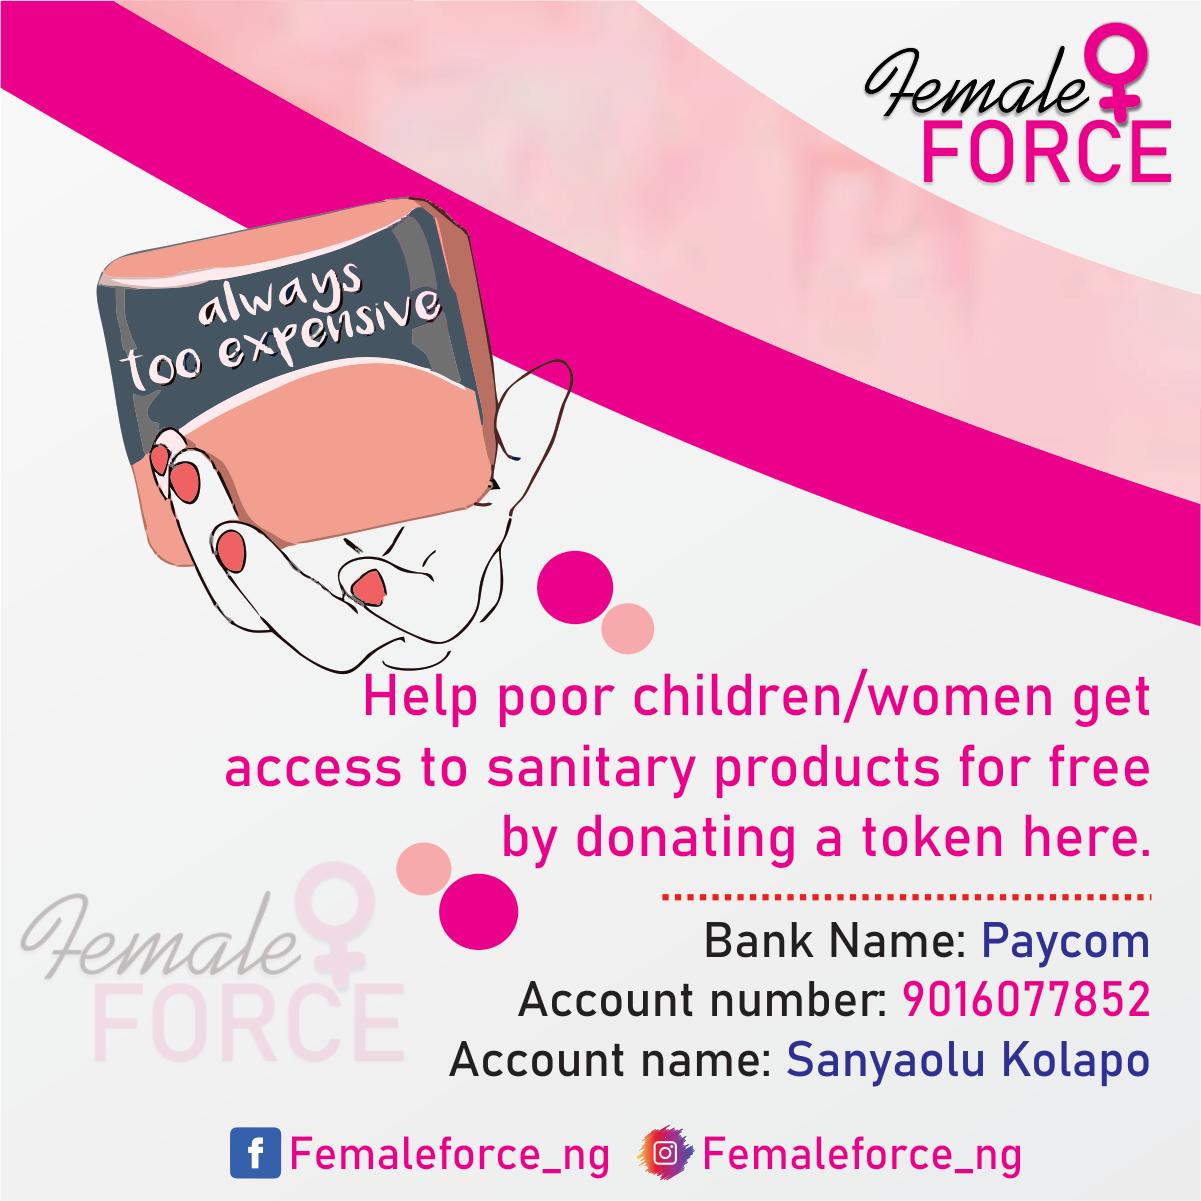 Female
FORCE
always
too expensive
Help poor children/women get
access to sanitary products for free
by donating a token here.
Female
FORCE
Bank Name: Paycom
Account number: 9016077852
Account name: Sanyaolu Kolapo
Femaleforce_ng Femaleforce_ng